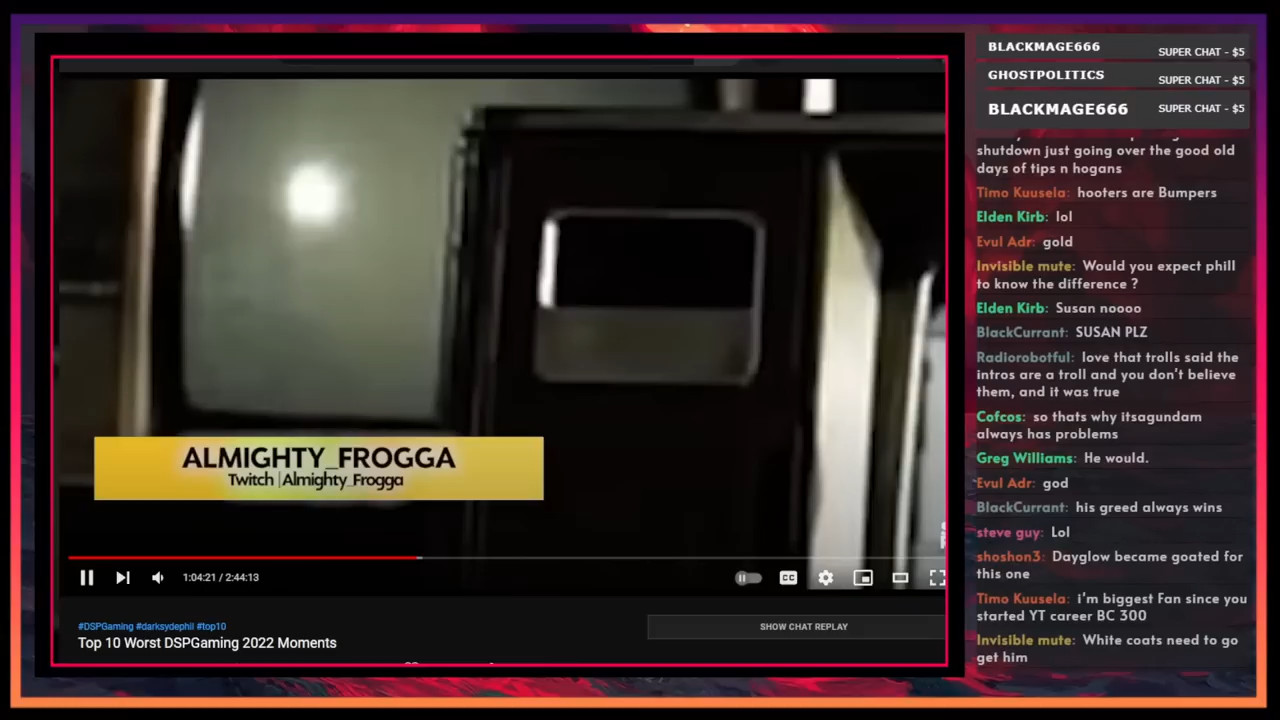 ALMIGHTY_FROGGA
Twitch | Almighty_Frogga
1:04:21 / 2:44:13
CC
#DSPGaming #darksydephil #top10
Top 10 Worst DSPGaming 2022 Moments
SHOW CHAT REPLAY
BLACKMAGE666 SUPER CHAT - $5
GHOSTPOLITICS SUPER CHAT - $5
BLACKMAGE666 SUPER CHAT - $5
shutdown just going over the good old
days of tips n hogans
Timo Kuusela: hooters are Bumpers
Elden Kirb: lol
Evul Adr: gold
Invisible mute: Would you expect phill
to know the difference ?
Elden Kirb: Susan noooo
BlackCurrant: SUSAN PLZ
Radiorobotful: love that trolls said the
intros are a troll and you don't believe
them, and it was true
Cofcos: so thats why itsagundam
always has problems
Greg Williams: He would.
Evul Adr: god
BlackCurrant: his greed always wins
steve guy: Lol
shoshon3: Dayglow became goated for
this one
Timo Kuusela: i'm biggest Fan since you
started YT career BC 300
Invisible mute: White coats need to go
get him